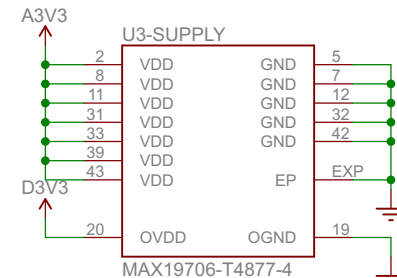 A3V3
U3-SUPPLY
2 VDD GND 5
8 VDD GND 7
11 VDD GND 12
31 VDD GND 32
33 VDD GND 42
39 VDD
43 VDD EP EXP
D3V3
20 OVDD OGND 19
MAX19706-T4877-4